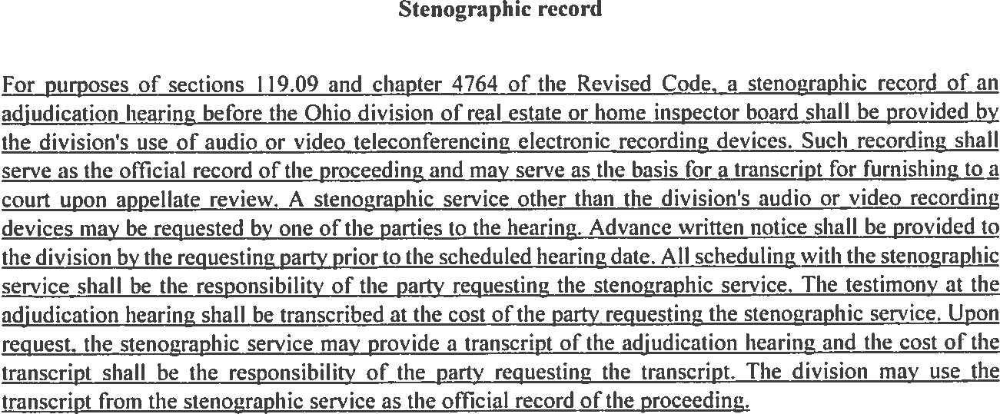 Stenographic record
For purposes of sections 119.09 and chapter 4764 of the Revised Code, a stenographic record of an
adjudication hearing before the Ohio division of real estate or home inspector board shall be provided by
the division's use of audio or video teleconferencing electronic recording devices. Such recording shall
serve as the official record of the proceeding and may serve as the basis for a transcript for furnishing to a
court upon appellate review. A stenographic service other than the division's audio or video recording
devices may be requested by one of the parties to the hearing. Advance written notice shall be provided to
the division by the requesting party prior to the scheduled hearing date. All scheduling with the stenographic
service shall be the responsibility of the party requesting the stenographic service. The testimony at the
adjudication hearing shall be transcribed at the cost of the party requesting the stenographic service. Upon
request, the stenographic service may provide a transcript of the adjudication hearing and the cost of the
transcript shall be the responsibility of the party requesting the transcript. The division may use the
transcript from the stenographic service as the official record of the proceeding.